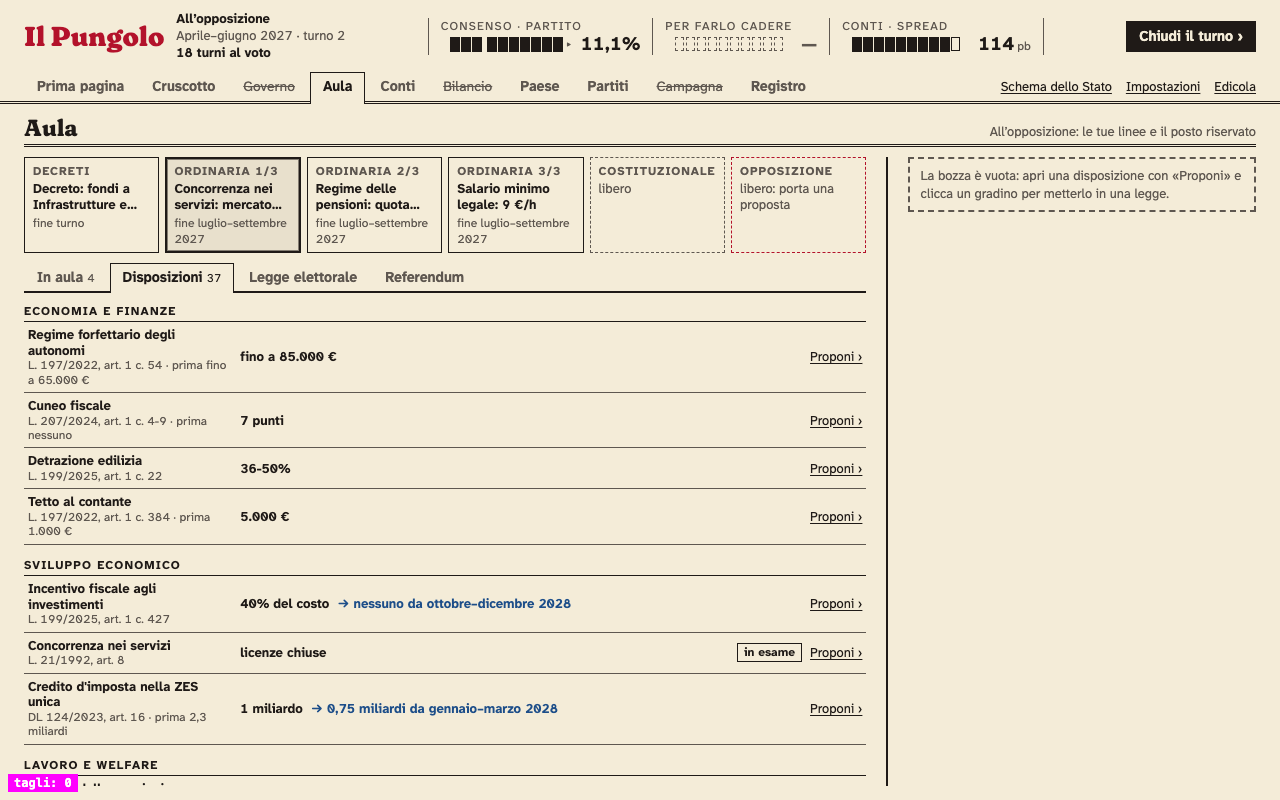 Il Pungolo
All'opposizione
Aprile–giugno 2027 · turno 2
18 turni al voto
CONSENSO · PARTITO
11,1%
PER FARLO CADERE
—
CONTI · SPREAD
114 pb
Chiudi il turno ›
Prima pagina
Cruscotto
Governo
Aula
Conti
Bilancio
Paese
Partiti
Campagna
Registro
Schema dello Stato
Impostazioni
Edicola
Aula
All'opposizione: le tue linee e il posto riservato
DECRETI
Decreto: fondi a
Infrastrutture e…
fine turno
ORDINARIA 1/3
Concorrenza nei
servizi: mercato…
fine luglio–settembre
2027
ORDINARIA 2/3
Regime delle
pensioni: quota…
fine luglio–settembre
2027
ORDINARIA 3/3
Salario minimo
legale: 9 €/h
fine luglio–settembre
2027
COSTITUZIONALE
libero
OPPOSIZIONE
libero: porta una
proposta
La bozza è vuota: apri una disposizione con «Proponi» e
clicca un gradino per metterlo in una legge.
In aula 4
Disposizioni 37
Legge elettorale
Referendum
ECONOMIA E FINANZE
Regime forfettario degli
autonomi
L. 197/2022, art. 1 c. 54 · prima fino
a 65.000 €
fino a 85.000 €
Proponi ›
Cuneo fiscale
L. 207/2024, art. 1 c. 4-9 · prima
nessuno
7 punti
Proponi ›
Detrazione edilizia
L. 199/2025, art. 1 c. 22
36-50%
Proponi ›
Tetto al contante
L. 197/2022, art. 1 c. 384 · prima
1.000 €
5.000 €
Proponi ›
SVILUPPO ECONOMICO
Incentivo fiscale agli
investimenti
L. 199/2025, art. 1 c. 427
40% del costo → nessuno da ottobre–dicembre 2028
Proponi ›
Concorrenza nei servizi
L. 21/1992, art. 8
licenze chiuse
in esame
Proponi ›
Credito d'imposta nella ZES
unica
DL 124/2023, art. 16 · prima 2,3
miliardi
1 miliardo → 0,75 miliardi da gennaio–marzo 2028
Proponi ›
LAVORO E WELFARE
tagli: 0